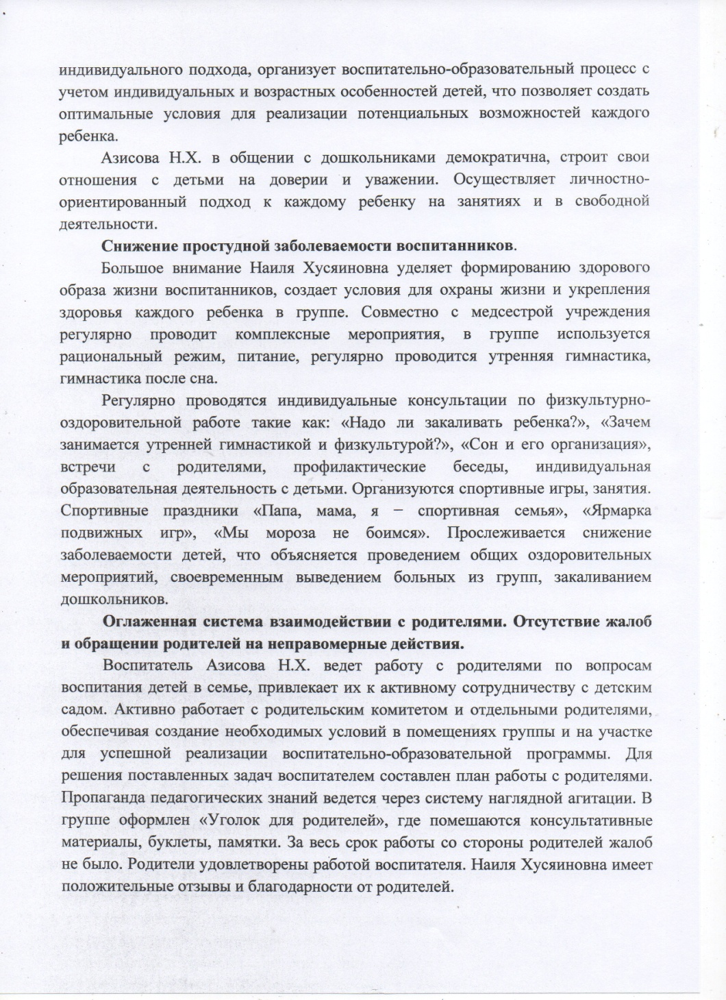 индивидуального подхода, организует воспитательно-образовательный процесс с
учетом индивидуальных и возрастных особенностей детей, что позволяет создать
оптимальные условия для реализации потенциальных возможностей каждого
ребенка.
Азисова Н.Х. в общении с дошкольниками демократична, строит свои
отношения с детьми на доверии и уважении. Осуществляет личностно-
ориентированный подход к каждому ребенку на занятиях и в свободной
деятельности.
Снижение простудной заболеваемости воспитанников.
Большое внимание Наиля Хусяиновна уделяет формированию здорового
образа жизни воспитанников, создает условия для охраны жизни и укрепления
здоровья каждого ребенка в группе. Совместно с медсестрой учреждения
регулярно проводит комплексные мероприятия, в группе используется
рациональный режим, питание, регулярно проводится утренняя гимнастика,
гимнастика после сна.
Регулярно проводятся индивидуальные консультации по физкультурно-
оздоровительной работе такие как: «Надо ли закаливать ребенка?», «Зачем
занимается утренней гимнастикой и физкультурой?», «Сон и его организация»,
встречи с родителями, профилактические беседы, индивидуальная
образовательная деятельность с детьми. Организуются спортивные игры, занятия.
Спортивные праздники «Папа, мама, я – спортивная семья», «Ярмарка
подвижных игр», «Мы мороза не боимся». Прослеживается снижение
заболеваемости детей, что объясняется проведением общих оздоровительных
мероприятий, своевременным выведением больных из групп, закаливанием
дошкольников.
Оглаженная система взаимодействии с родителями. Отсутствие жалоб
и обращении родителей на неправомерные действия.
Воспитатель Азисова Н.Х. ведет работу с родителями по вопросам
воспитания детей в семье, привлекает их к активному сотрудничеству с детским
садом. Активно работает с родительским комитетом и отдельными родителями,
обеспечивая создание необходимых условий в помещениях группы и на участке
для успешной реализации воспитательно-образовательной программы. Для
решения поставленных задач воспитателем составлен план работы с родителями.
Пропаганда педагогических знаний ведется через систему наглядной агитации. В
группе оформлен «Уголок для родителей», где помешаются консультативные
материалы, буклеты, памятки. За весь срок работы со стороны родителей жалоб
не было. Родители удовлетворены работой воспитателя. Наиля Хусяиновна имеет
положительные отзывы и благодарности от родителей.